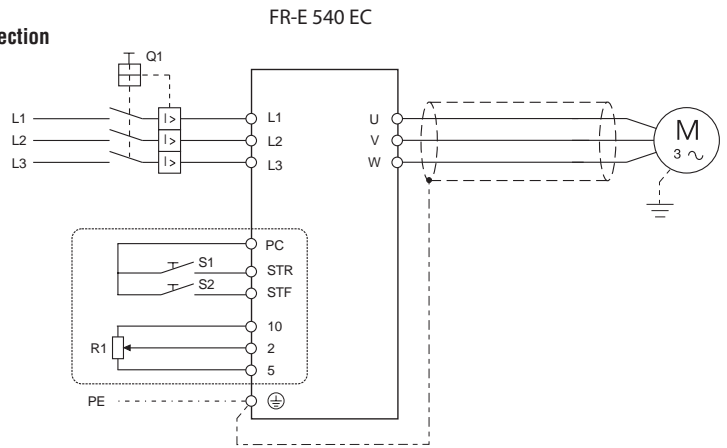 FR-E 540 EC
ection
Q1
L1 I> L1 U
L2 I> L2 V M
L3 I> L3 W 3 ~
PC
S1 STR
S2 STF
10
R1 2
5
PE